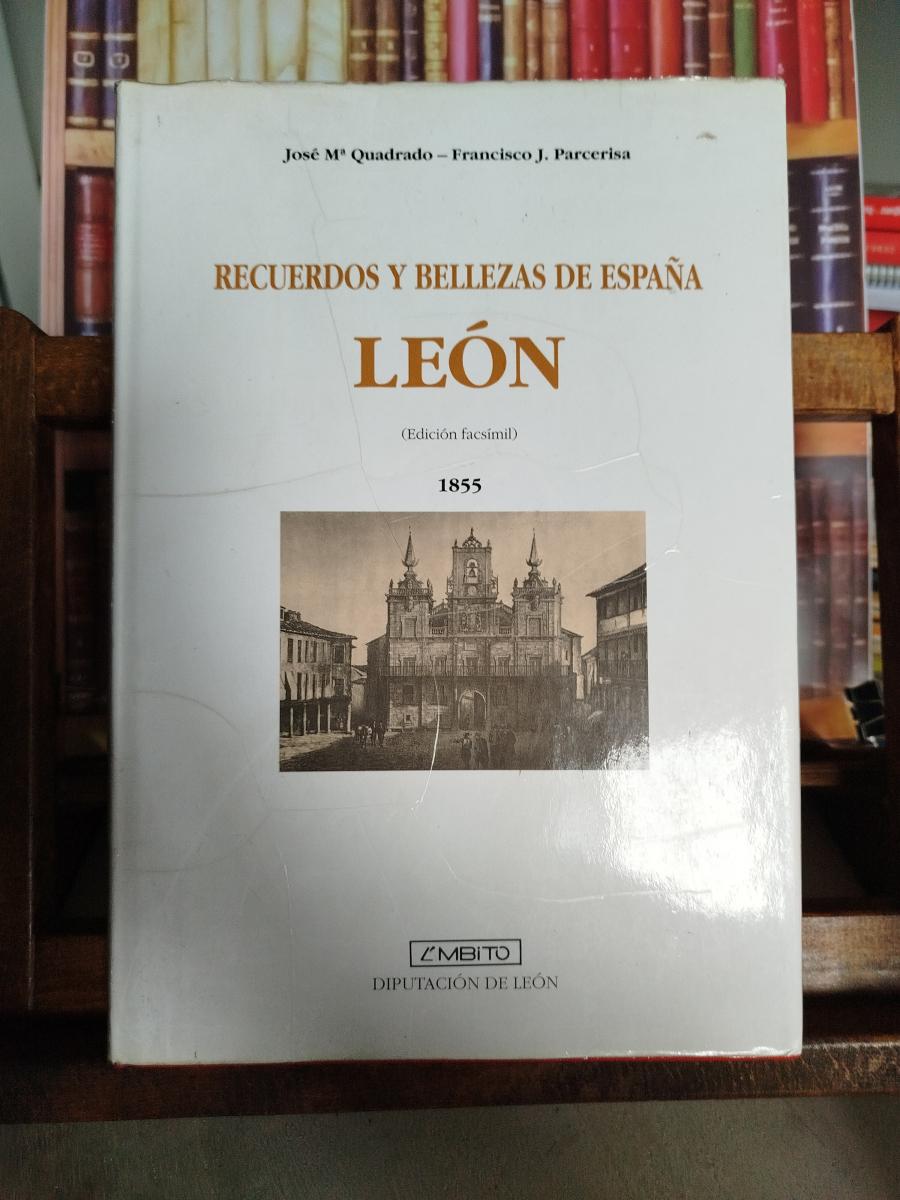 José Mª Quadrado – Francisco J. Parcerisa
RECUERDOS Y BELLEZAS DE ESPAÑA
LEÓN
(Edición facsímil)
1855
ÁMBiTO
DIPUTACIÓN DE LEÓN